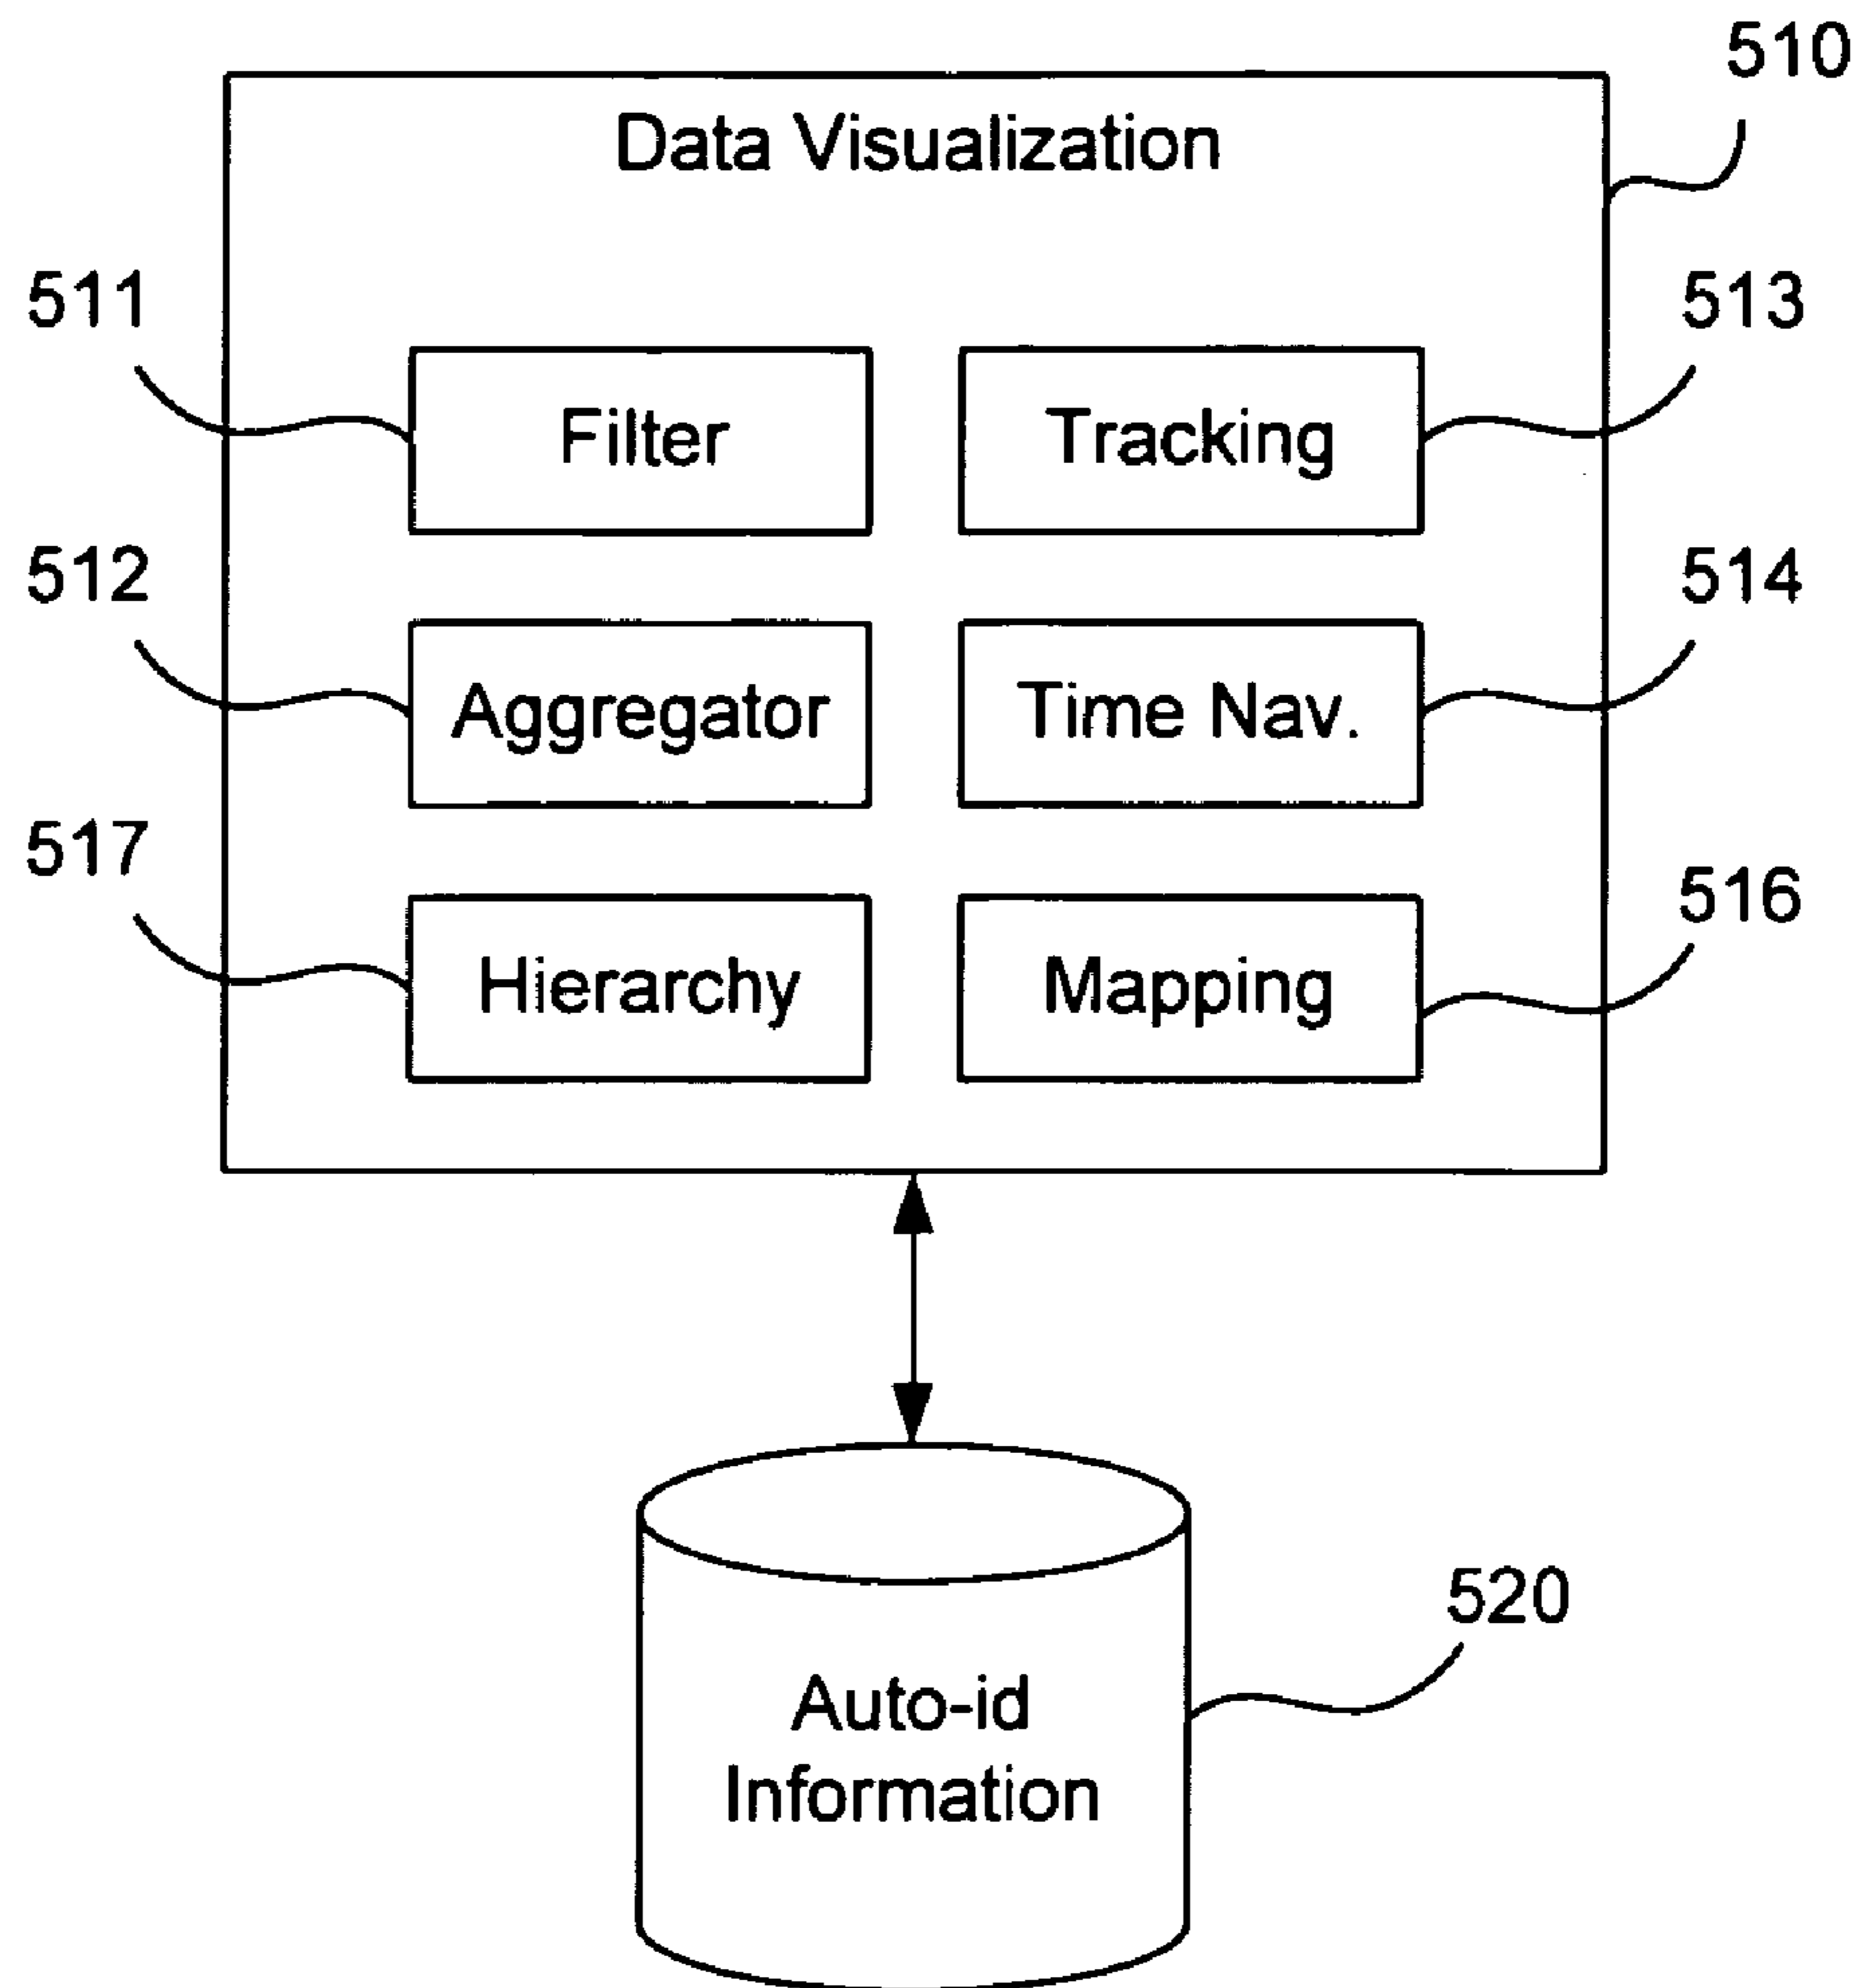 510
Data Visualization
511
513
Filter
Tracking
512
514
Aggregator
Time Nav.
517
516
Hierarchy
Mapping
520
Auto-id
Information